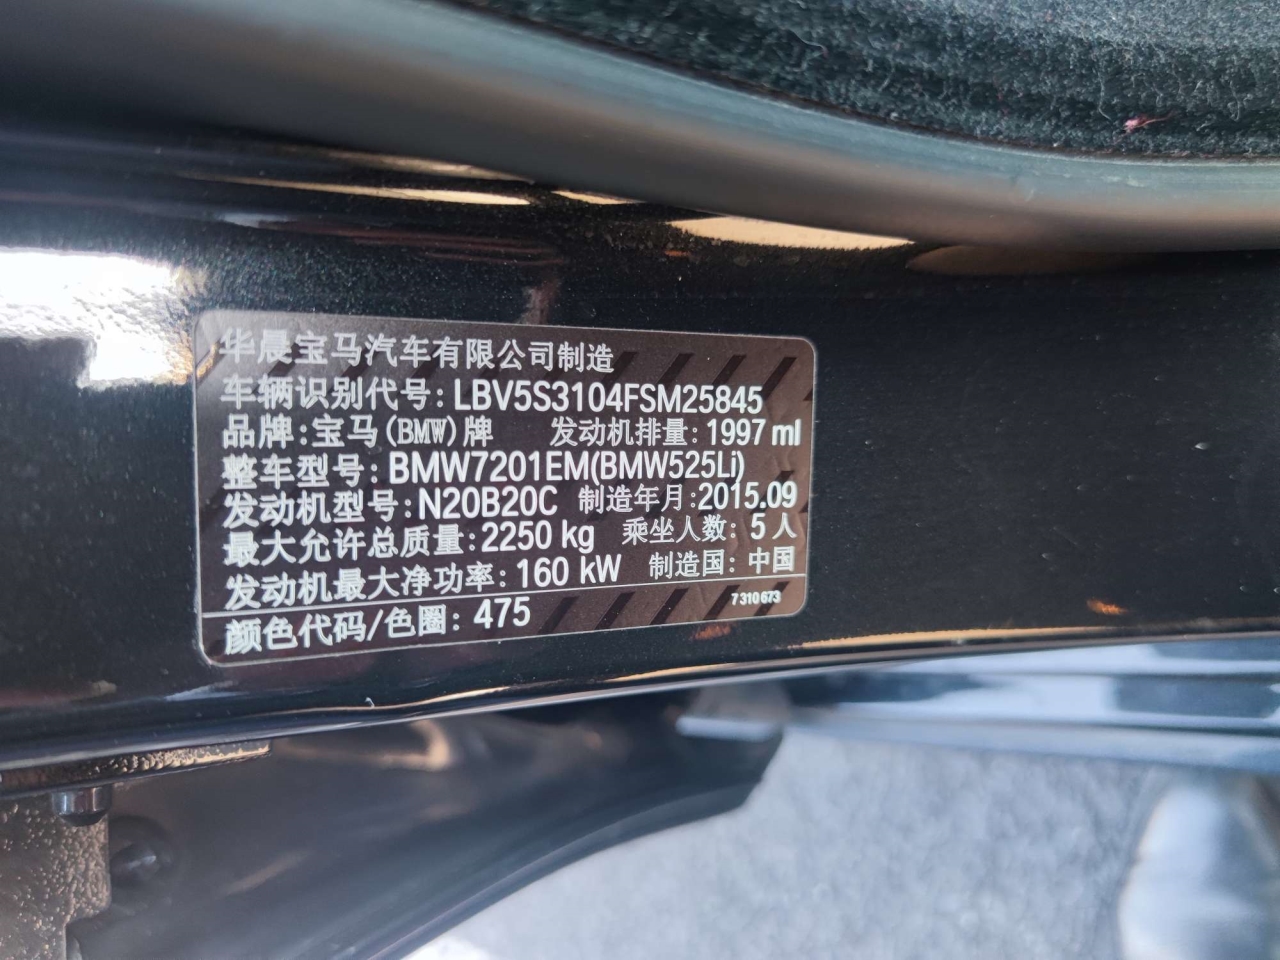 华晨宝马汽车有限公司制造
车辆识别代号: LBV5S3104FSM25845
品牌:宝马(BMW)牌 发动机排量: 1997 ml
整车型号: BMW7201EM(BMW525Li)
发动机型号:N20B20C 制造年月:2015.09
最大允许总质量:2250 kg 乘坐人数: 5 人
发动机最大净功率: 160 kW 制造国: 中国
颜色代码/色圈: 475 7310673